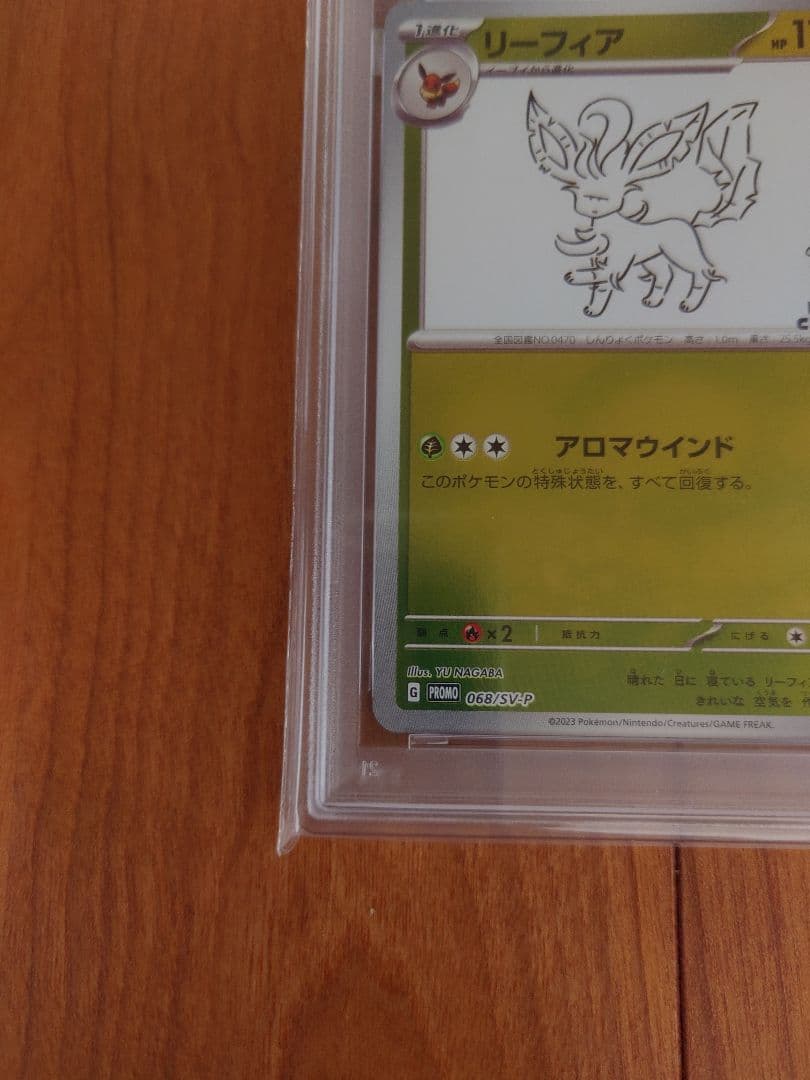 1進化 リーフィア HP 1
イーブイから進化
全国図鑑NO.0470 しんりょくポケモン 高さ 1.0m 重さ 25.5kg
アロマウインド
このポケモンの特殊状態を、すべて回復する。
弱点 ×2 抵抗力 にげる
Illus. YU NAGABA
G PROMO 068/SV-P
晴れた 日に 寝ている リーフィ
きれいな 空気を 作
©2023 Pokémon/Nintendo/Creatures/GAME FREAK.